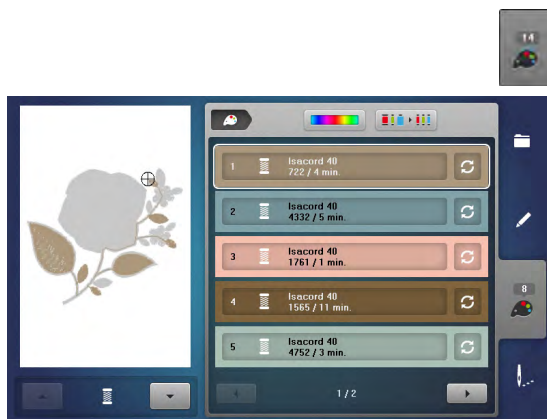 14
1
Isacord 40
722 / 4 min.
2
Isacord 40
4332 / 5 min.
3
Isacord 40
1761 / 1 min.
4
Isacord 40
1565 / 11 min.
5
Isacord 40
4752 / 3 min.
8
1/2